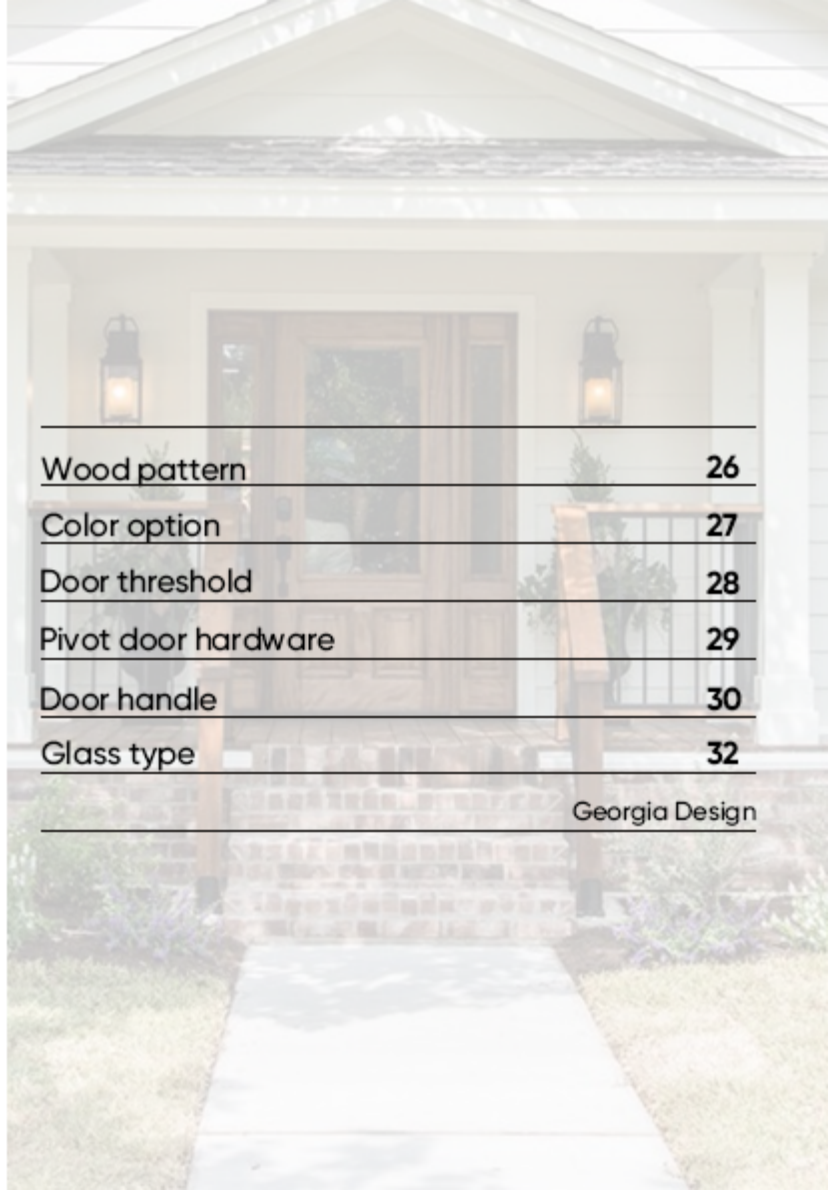 Wood pattern 26
Color option 27
Door threshold 28
Pivot door hardware 29
Door handle 30
Glass type 32
Georgia Design